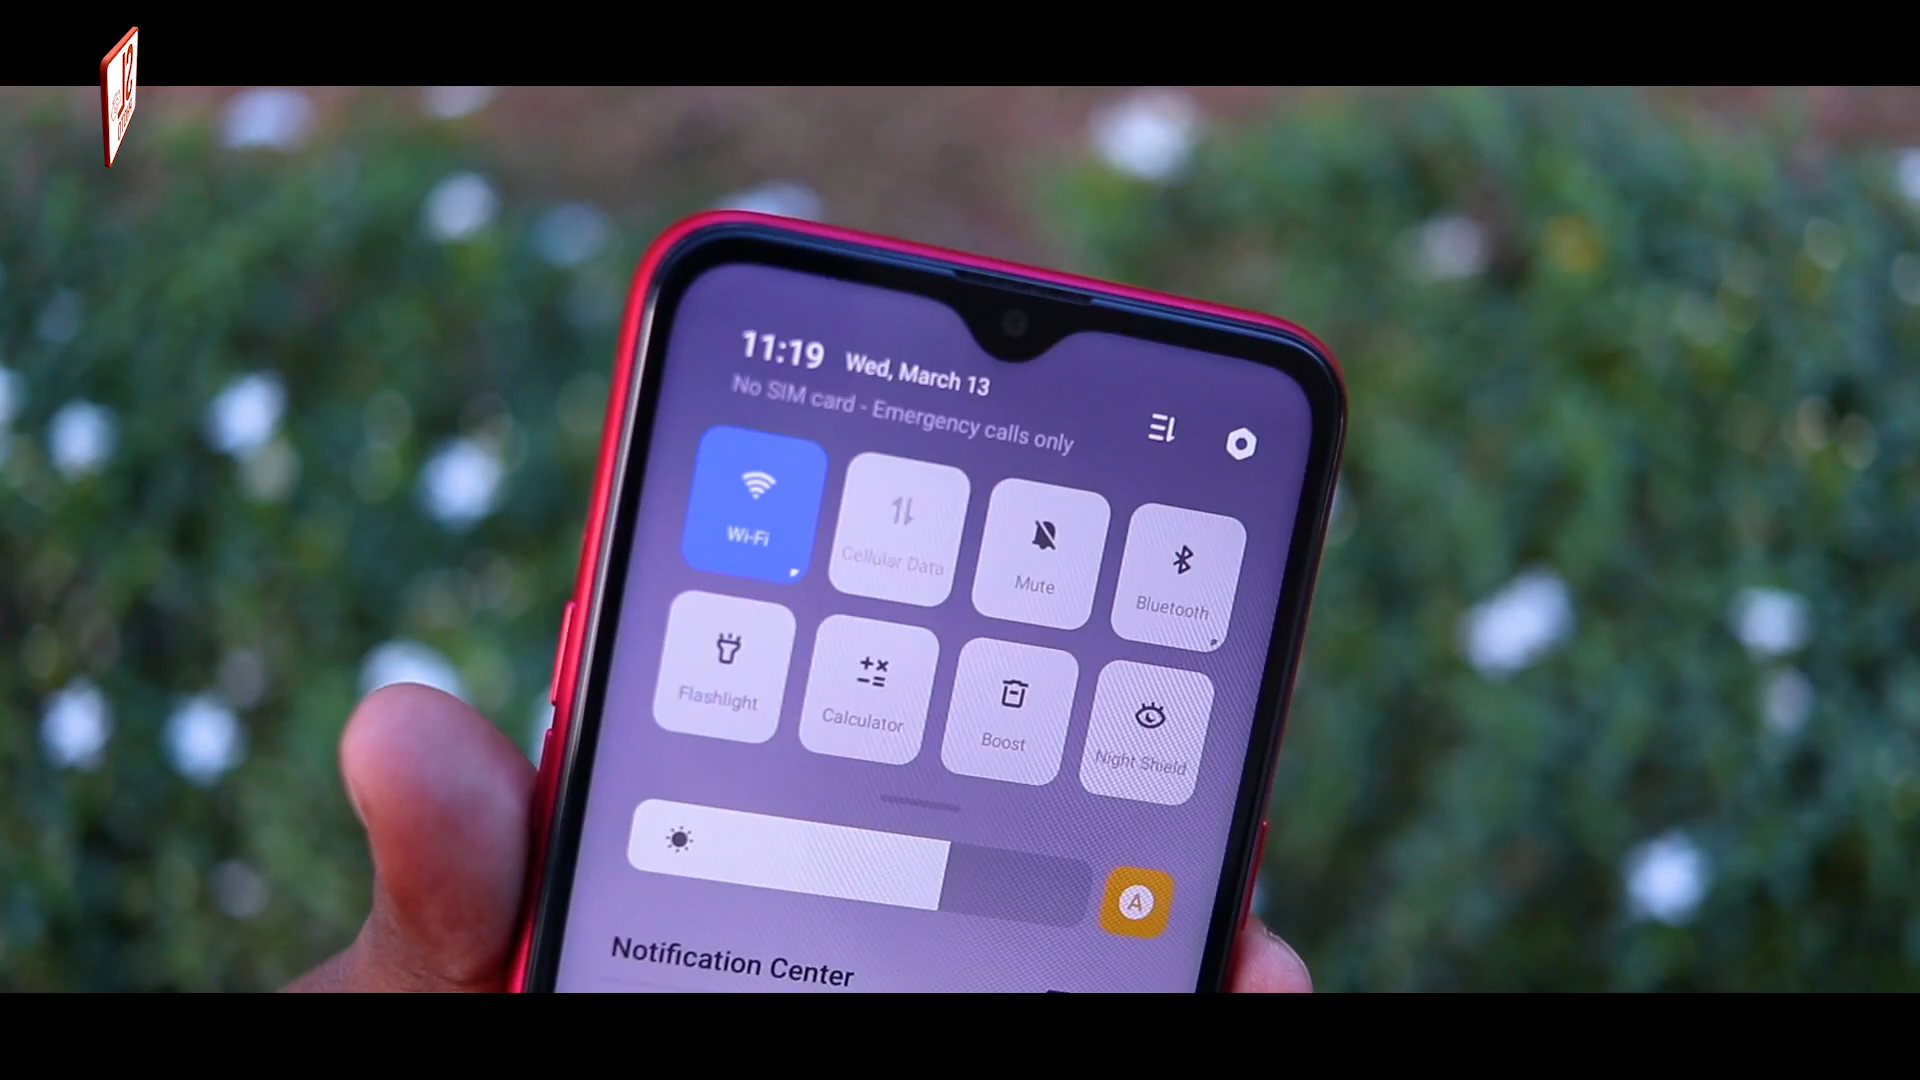 11:19 Wed, March 13
No SIM card - Emergency calls only
Wi-Fi
Cellular Data
Mute
Bluetooth
Flashlight
Calculator
Boost
Night Shield
A
Notification Center